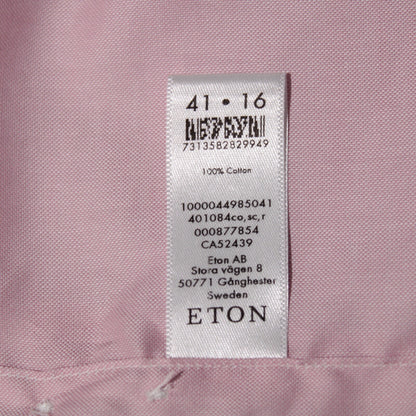 41 • 16
7313582829949
100% Cotton
1000044985041
401084co,sc,r
000877854
CA52439
Eton AB
Stora vägen 8
50771 Gånghester
Sweden
ETON